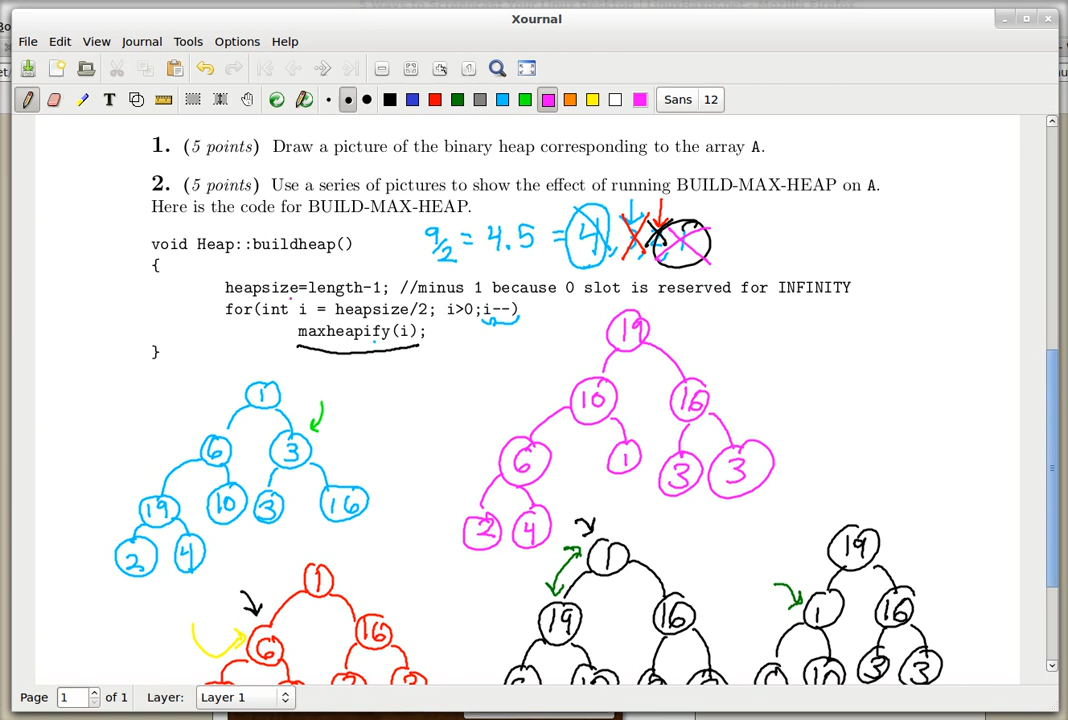 Xournal
File Edit View Journal Tools Options Help
Sans 12
1. (5 points) Draw a picture of the binary heap corresponding to the array A.
2. (5 points) Use a series of pictures to show the effect of running BUILD-MAX-HEAP on A.
Here is the code for BUILD-MAX-HEAP.
9/2 = 4.5 = 4,
void Heap::buildheap()
{
heapsize=length-1; //minus 1 because 0 slot is reserved for INFINITY
for(int i = heapsize/2; i>0;i--)
maxheapify(i);
}
19
10 16
6 1 3 3
2 4
1
6 3
19 10 3 16
2 4
1
6 16
1
19 16
19
1 16
10 3 3
Page 1 of 1 Layer: Layer 1